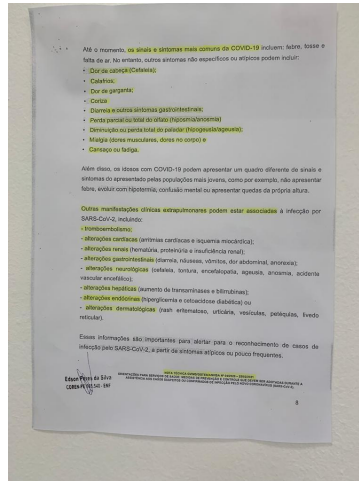 Até o momento, os sinais e sintomas mais comuns da COVID-19 incluem: febre, tosse e
falta de ar. No entanto, outros sintomas não específicos ou atípicos podem incluir:
• Dor de cabeça (Cefaleia);
• Calafrios;
• Dor de garganta;
• Coriza
• Diarreia e outros sintomas gastrointestinais;
• Perda parcial ou total do olfato (hiposmia/anosmia)
• Diminuição ou perda total do paladar (hipogeusia/ageusia);
• Mialgia (dores musculares, dores no corpo) e
• Cansaço ou fadiga.
Além disso, os idosos com COVID-19 podem apresentar um quadro diferente de sinais e
sintomas do apresentado pelas populações mais jovens, como por exemplo, não apresentar
febre, evoluir com hipotermia, confusão mental ou apresentar quedas da própria altura.
Outras manifestações clínicas extrapulmonares podem estar associadas à infecção por
SARS-CoV-2, incluindo:
- tromboembolismo;
- alterações cardíacas (arritmias cardíacas e isquemia miocárdica);
- alterações renais (hematúria, proteinúria e insuficiência renal);
- alterações gastrointestinais (diarreia, náuseas, vômitos, dor abdominal, anorexia);
- alterações neurológicas (cefaleia, tontura, encefalopatia, ageusia, anosmia, acidente
vascular encefálico);
- alterações hepáticas (aumento de transaminases e bilirrubinas);
- alterações endócrinas (hiperglicemia e cetoacidose diabética) ou
- alterações dermatológicas (rash eritematoso, urticária, vesículas, petéquias, livedo
reticular).
Essas informações são importantes para alertar para o reconhecimento de casos de
infecção pelo SARS-CoV-2, a partir de sintomas atípicos ou pouco frequentes.
8